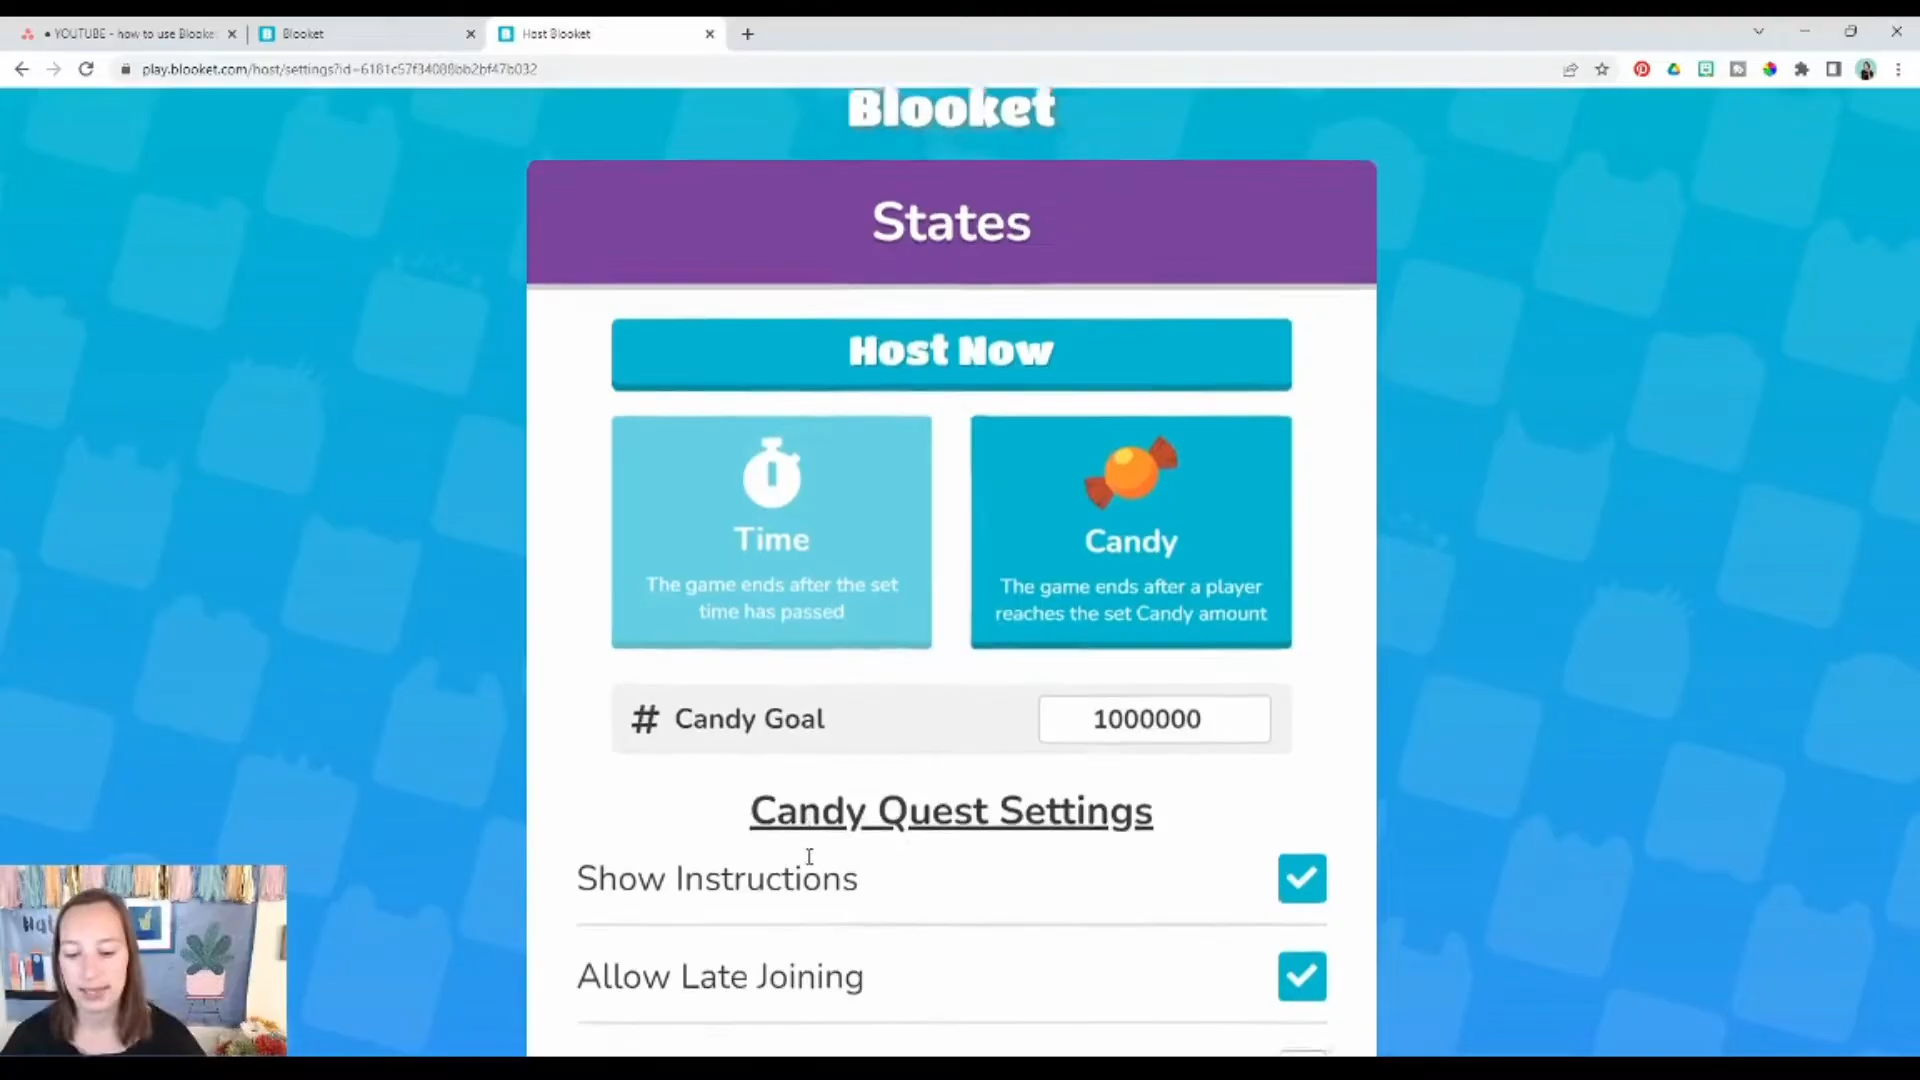 • YOUTUBE - how to use Blooke
Blooket
Host Blooket
play.blooket.com/host/settings?id=6181c57f34088bb2bf47b032
Blooket
States
Host Now
Time
The game ends after the set
time has passed
Candy
The game ends after a player
reaches the set Candy amount
# Candy Goal
1000000
Candy Quest Settings
Show Instructions
Allow Late Joining